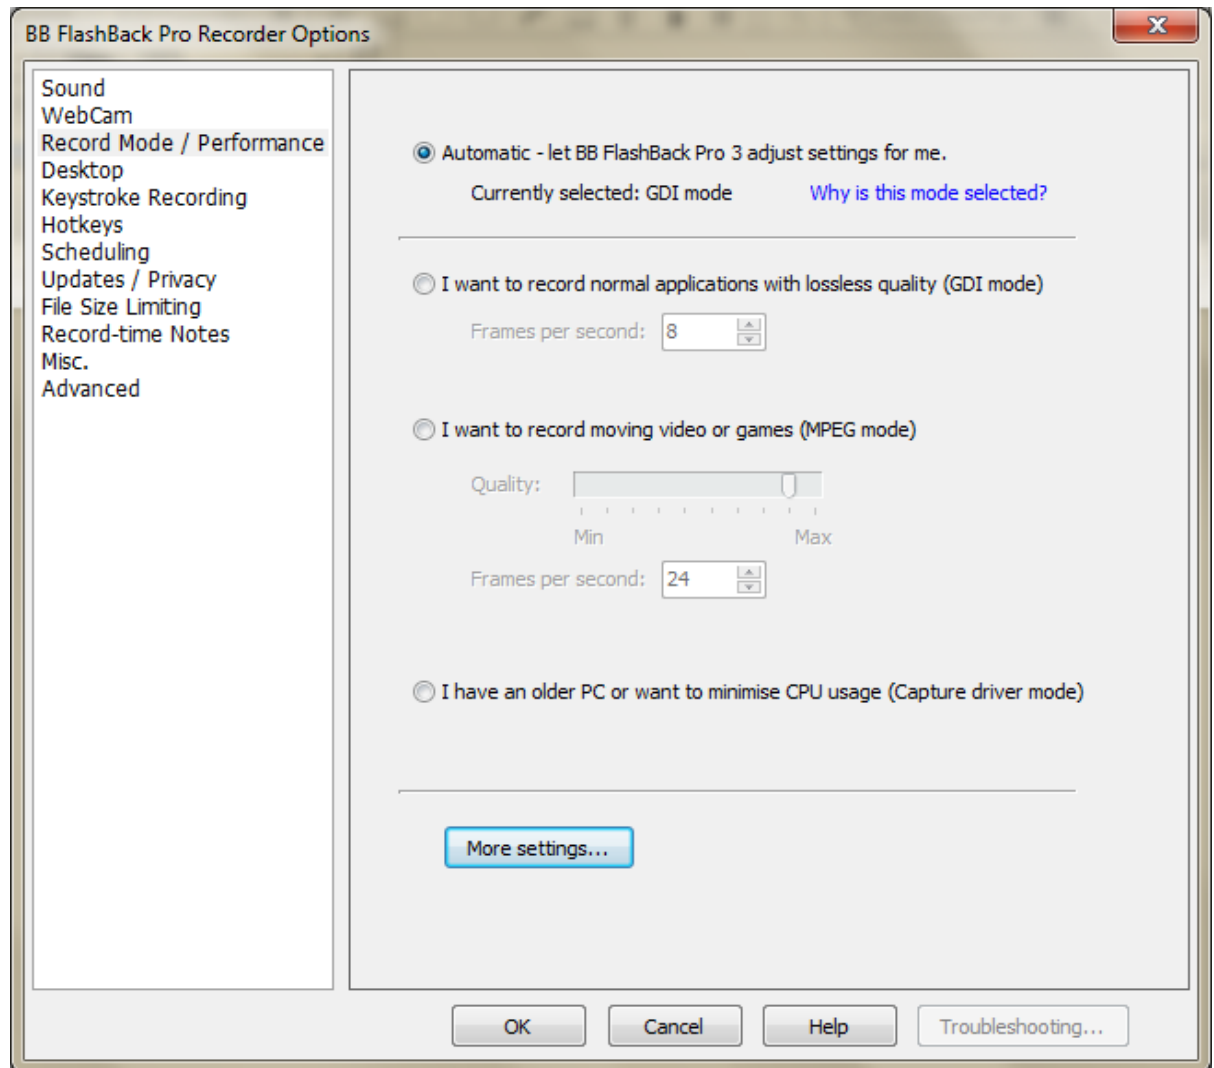 BB FlashBack Pro Recorder Options
X
Sound
WebCam
Record Mode / Performance
Desktop
Keystroke Recording
Hotkeys
Scheduling
Updates / Privacy
File Size Limiting
Record-time Notes
Misc.
Advanced
Automatic - let BB FlashBack Pro 3 adjust settings for me.
Currently selected: GDI mode Why is this mode selected?
I want to record normal applications with lossless quality (GDI mode)
Frames per second: 8
I want to record moving video or games (MPEG mode)
Quality:
Min Max
Frames per second: 24
I have an older PC or want to minimise CPU usage (Capture driver mode)
More settings...
OK Cancel Help Troubleshooting...